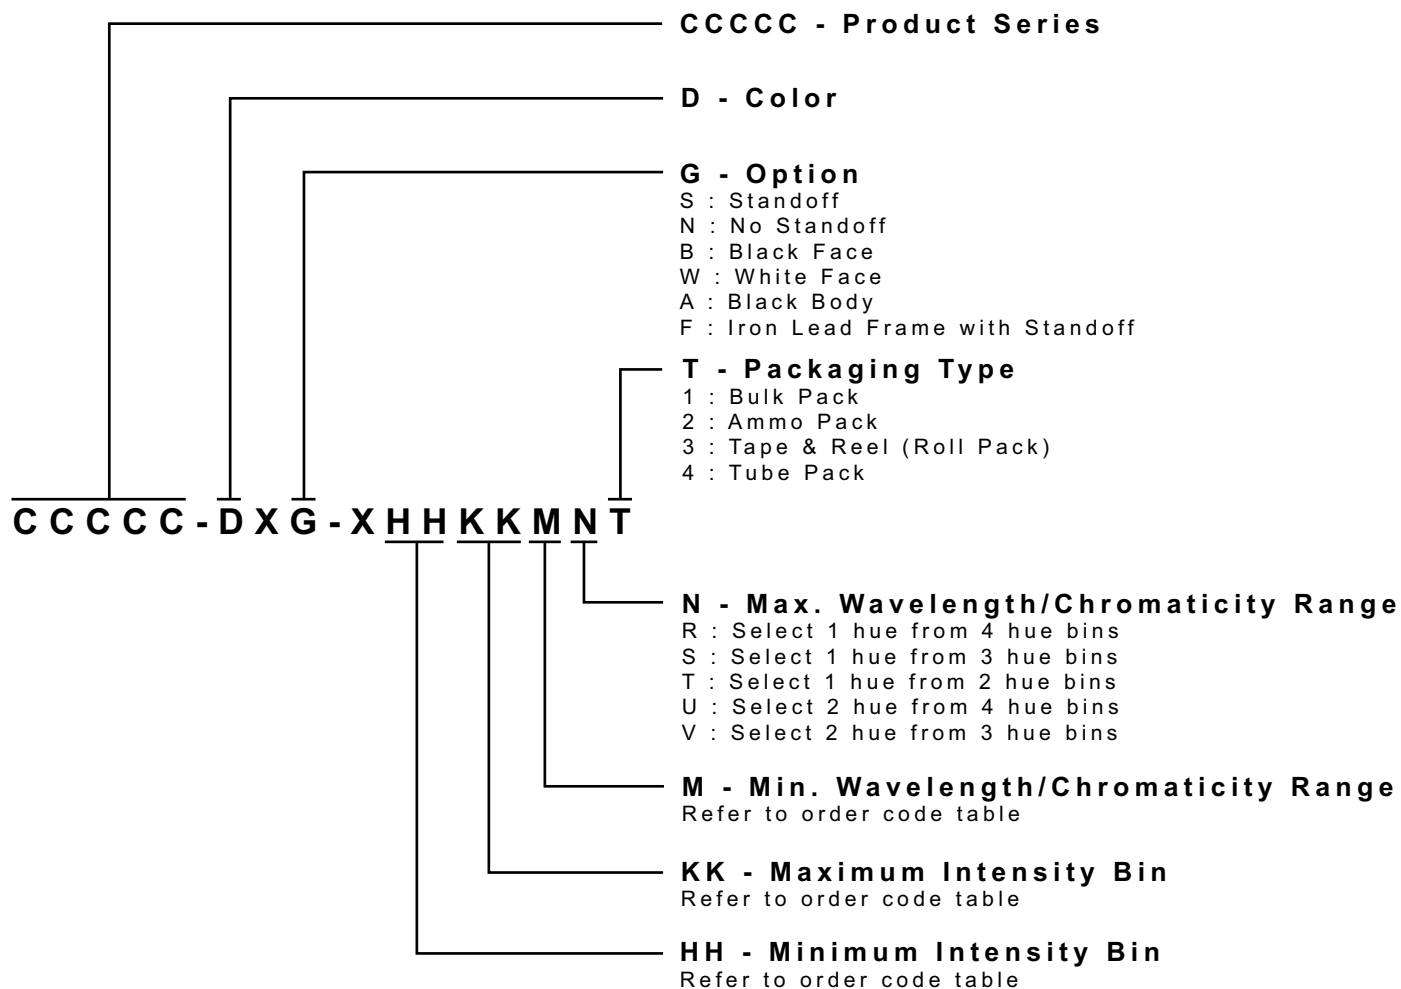 CCCCC - Product Series
D - Color
G - Option
S : Standoff
N : No Standoff
B : Black Face
W : White Face
A : Black Body
F : Iron Lead Frame with Standoff
T - Packaging Type
1 : Bulk Pack
2 : Ammo Pack
3 : Tape & Reel (Roll Pack)
4 : Tube Pack
CCCCC-DXG-XHHKKMNT
N - Max. Wavelength/Chromaticity Range
R : Select 1 hue from 4 hue bins
S : Select 1 hue from 3 hue bins
T : Select 1 hue from 2 hue bins
U : Select 2 hue from 4 hue bins
V : Select 2 hue from 3 hue bins
M - Min. Wavelength/Chromaticity Range
Refer to order code table
KK - Maximum Intensity Bin
Refer to order code table
HH - Minimum Intensity Bin
Refer to order code table